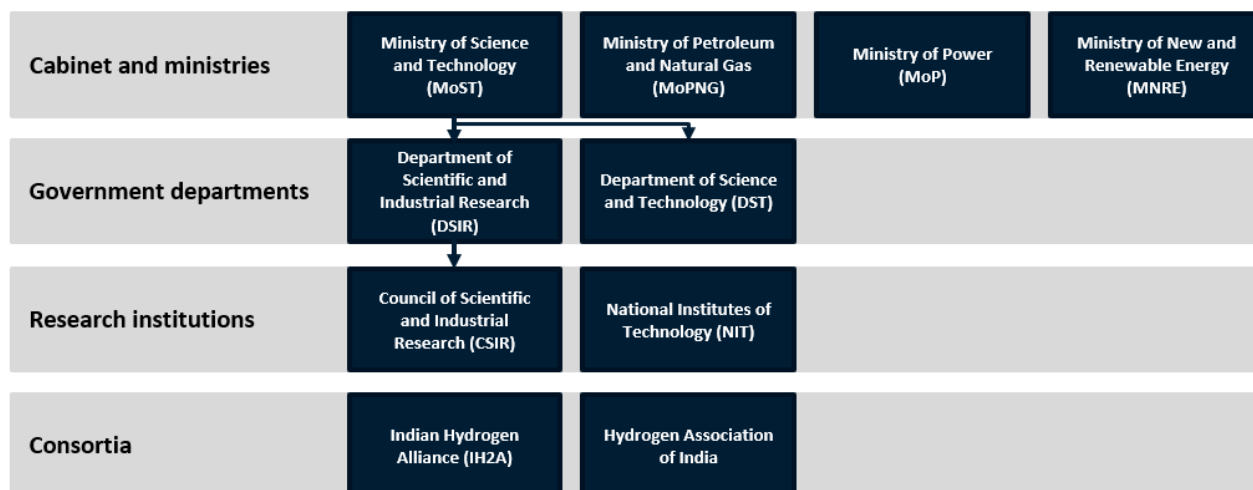 Cabinet and ministries
Ministry of Science
and Technology
(MoST)
Ministry of Petroleum
and Natural Gas
(MoPNG)
Ministry of Power
(MoP)
Ministry of New and
Renewable Energy
(MNRE)
Government departments
Department of
Scientific and
Industrial Research
(DSIR)
Department of Science
and Technology (DST)
Research institutions
Council of Scientific
and Industrial
Research (CSIR)
National Institutes of
Technology (NIT)
Consortia
Indian Hydrogen
Alliance (IH2A)
Hydrogen Association
of India